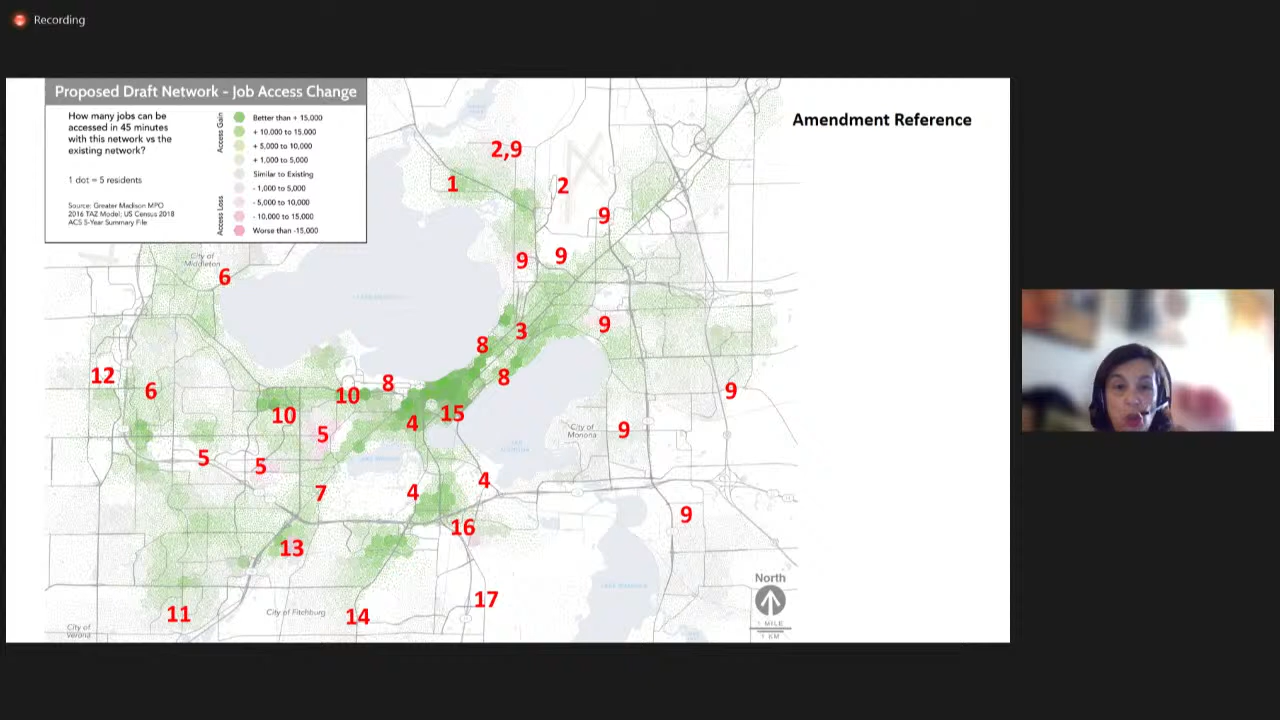 Recording
Proposed Draft Network - Job Access Change
How many jobs can be
accessed in 45 minutes
with this network vs the
existing network?
1 dot = 5 residents
Source: Greater Madison MPO
2016 TAZ Model; US Census 2018
ACS 5-Year Summary File
Access Gain
Access Loss
Better than + 15,000
+ 10,000 to 15,000
+ 5,000 to 10,000
+ 1,000 to 5,000
Similar to Existing
- 1,000 to 5,000
- 5,000 to 10,000
- 10,000 to 15,000
Worse than -15,000
Amendment Reference
2,9
1
2
9
9
9
City of
Middleton
6
9
3
8
8
12
6
8
10
10
9
15
4
5
City of
Monona
9
5
5
4
7
4
9
16
13
North
1 MILE
1 KM
17
11
City of Fitchburg
14
City of
Verona